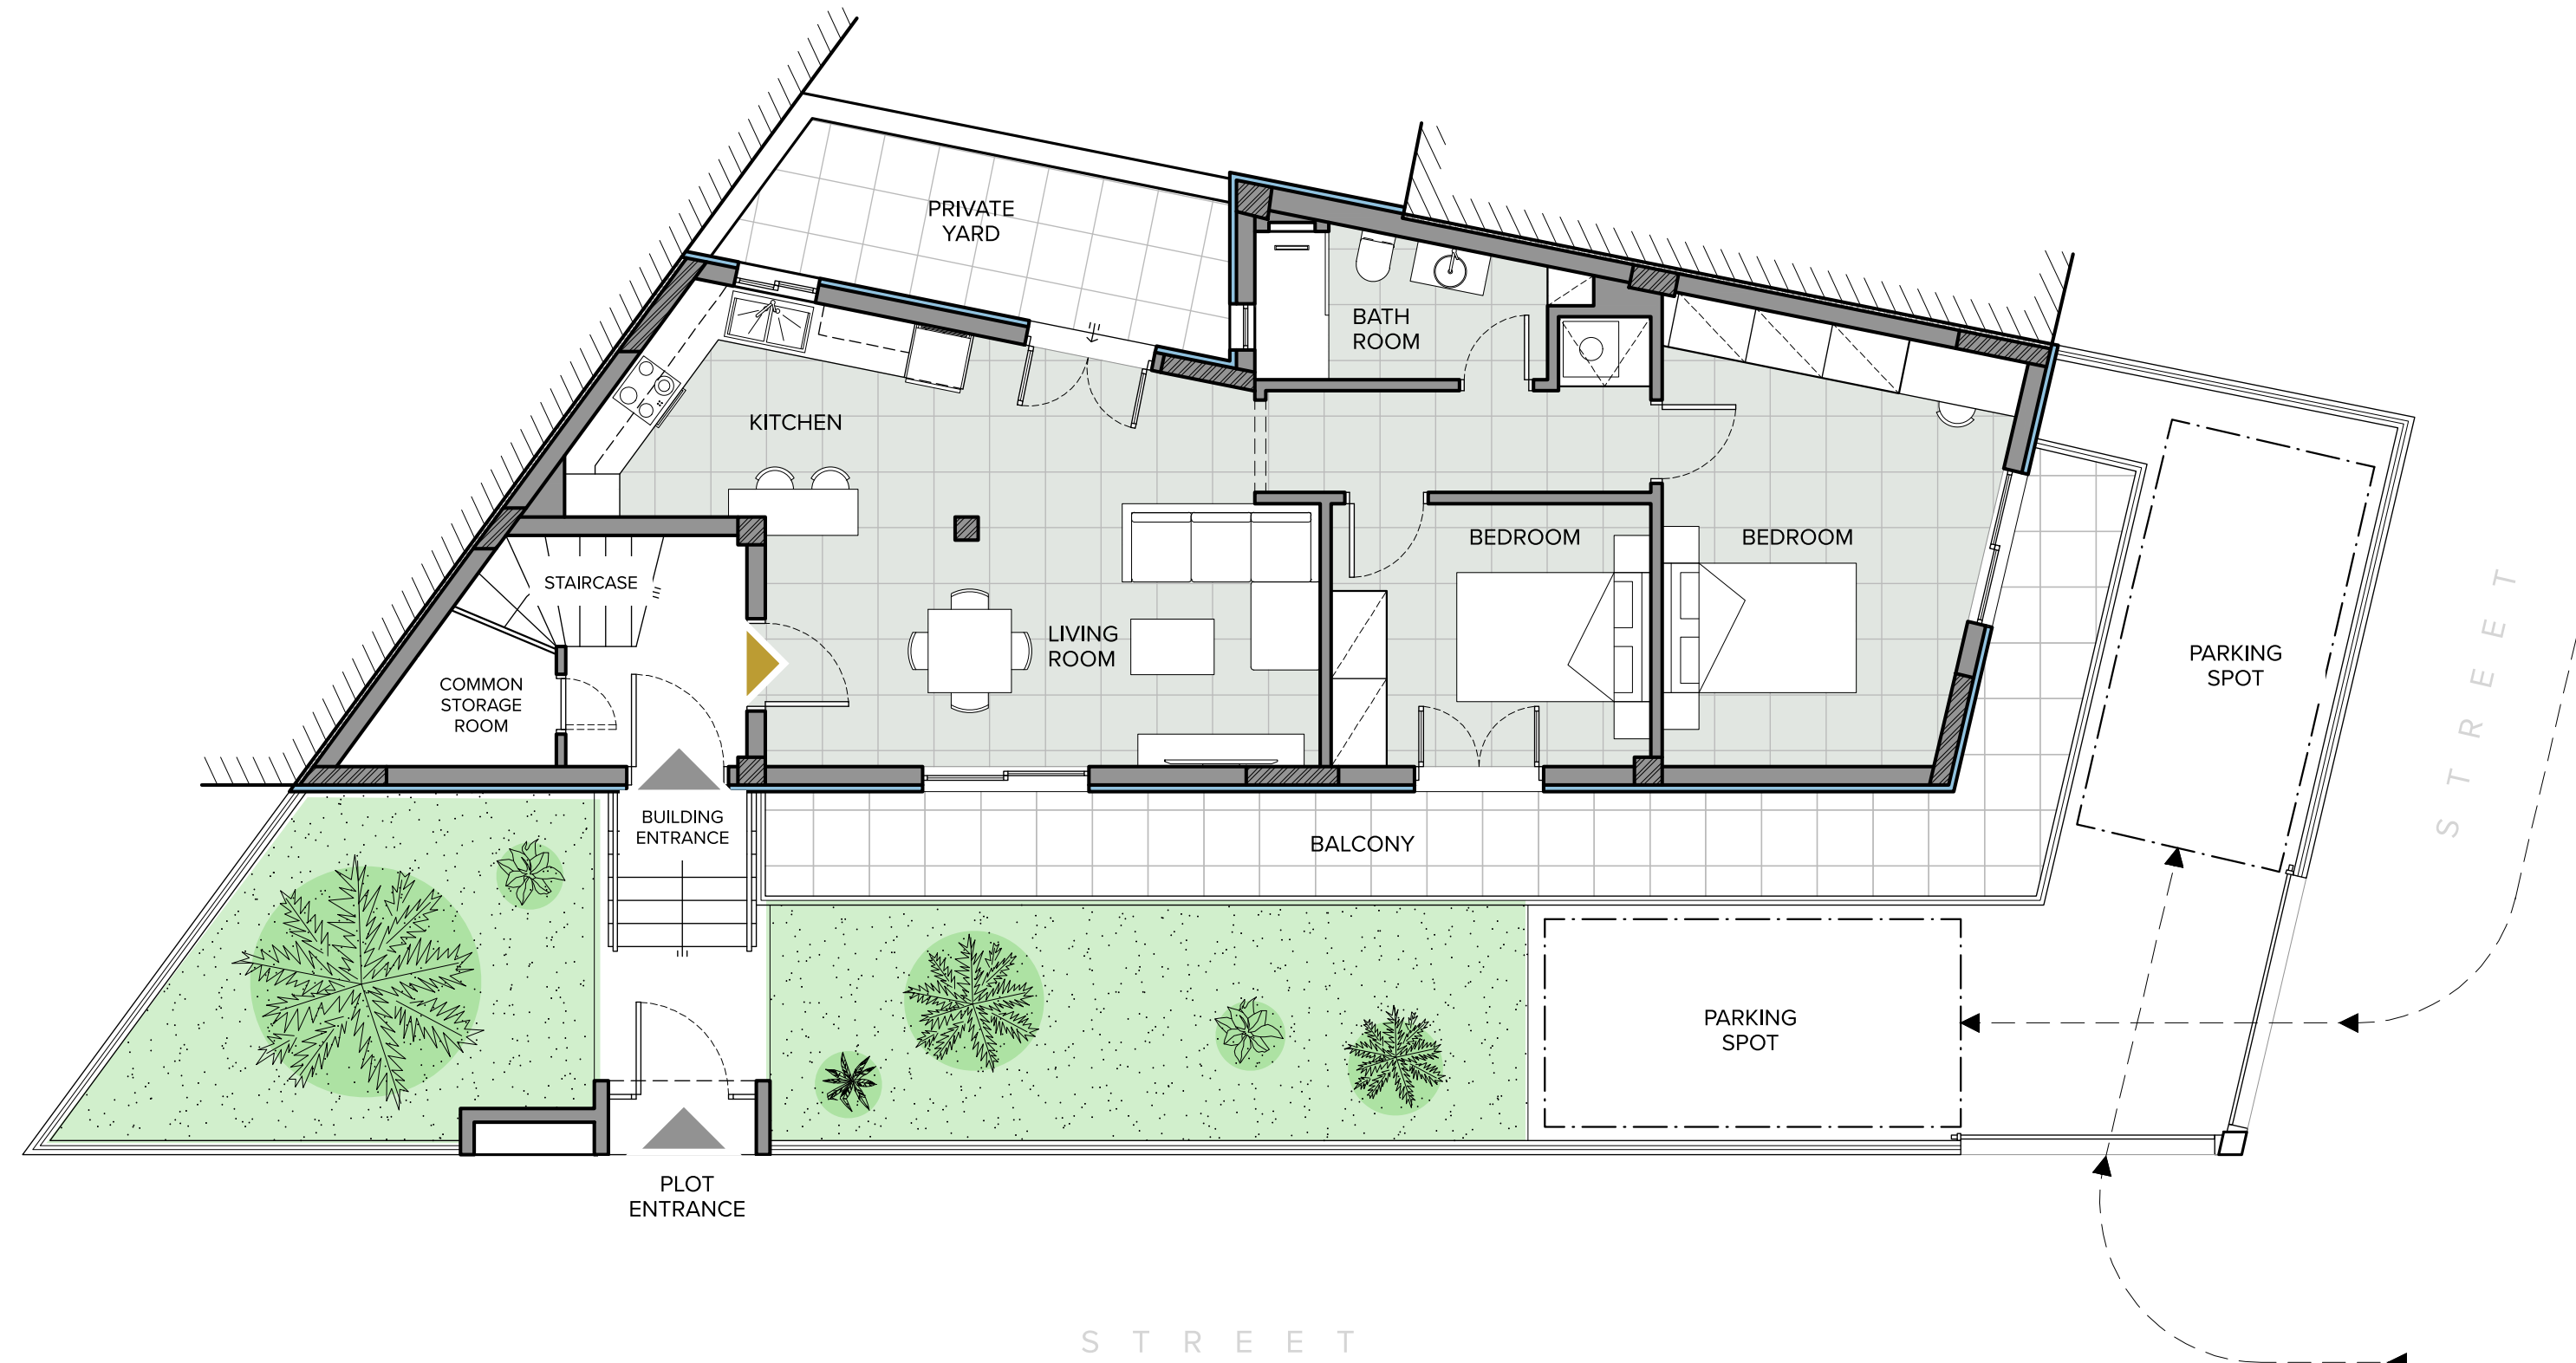 PRIVATE
YARD
BATH
ROOM
KITCHEN
BEDROOM
BEDROOM
STAIRCASE
LIVING
ROOM
COMMON
STORAGE
ROOM
PARKING
SPOT
STREET
BUILDING
ENTRANCE
BALCONY
PARKING
SPOT
PLOT
ENTRANCE
STREET